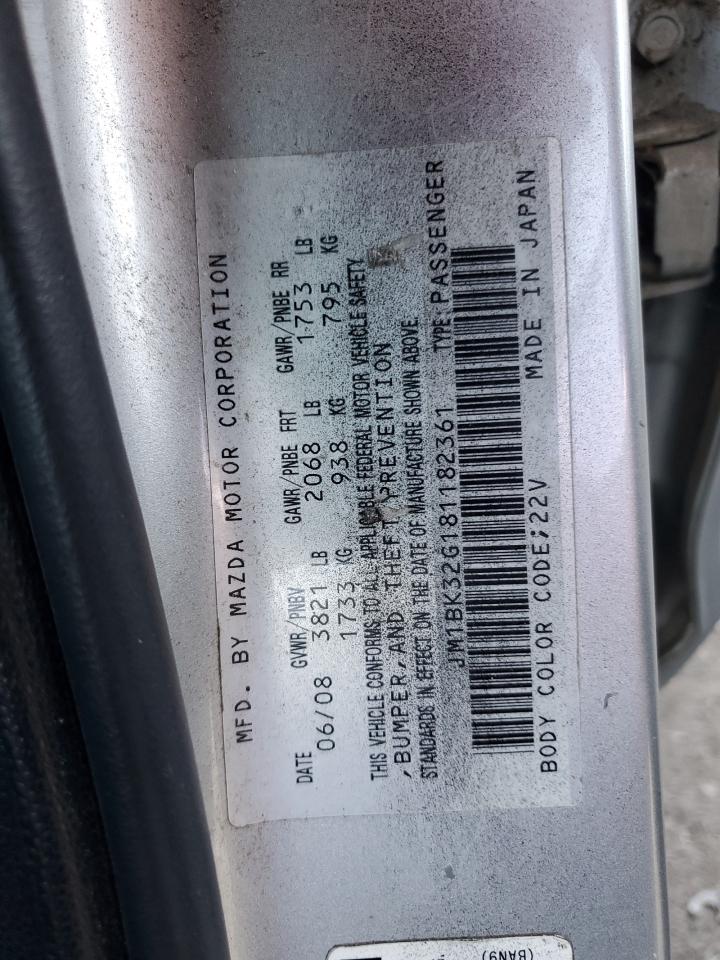 MFD. BY MAZDA MOTOR CORPORATION
DATE GVWR/PNBV GAWR/PNBE FRT GAWR/PNBE RR
06/08 3821 LB 2068 LB 1753 LB
1733 KG 938 KG 795 KG
THIS VEHICLE CONFORMS TO ALL APPLICABLE FEDERAL MOTOR VEHICLE SAFETY
,BUMPER,AND THEFT PREVENTION
STANDARDS IN EFFECT ON THE DATE OF MANUFACTURE SHOWN ABOVE.
JM1BK32G181182361 TYPE:PASSENGER
BODY COLOR CODE;22V MADE IN JAPAN
(BAN9)